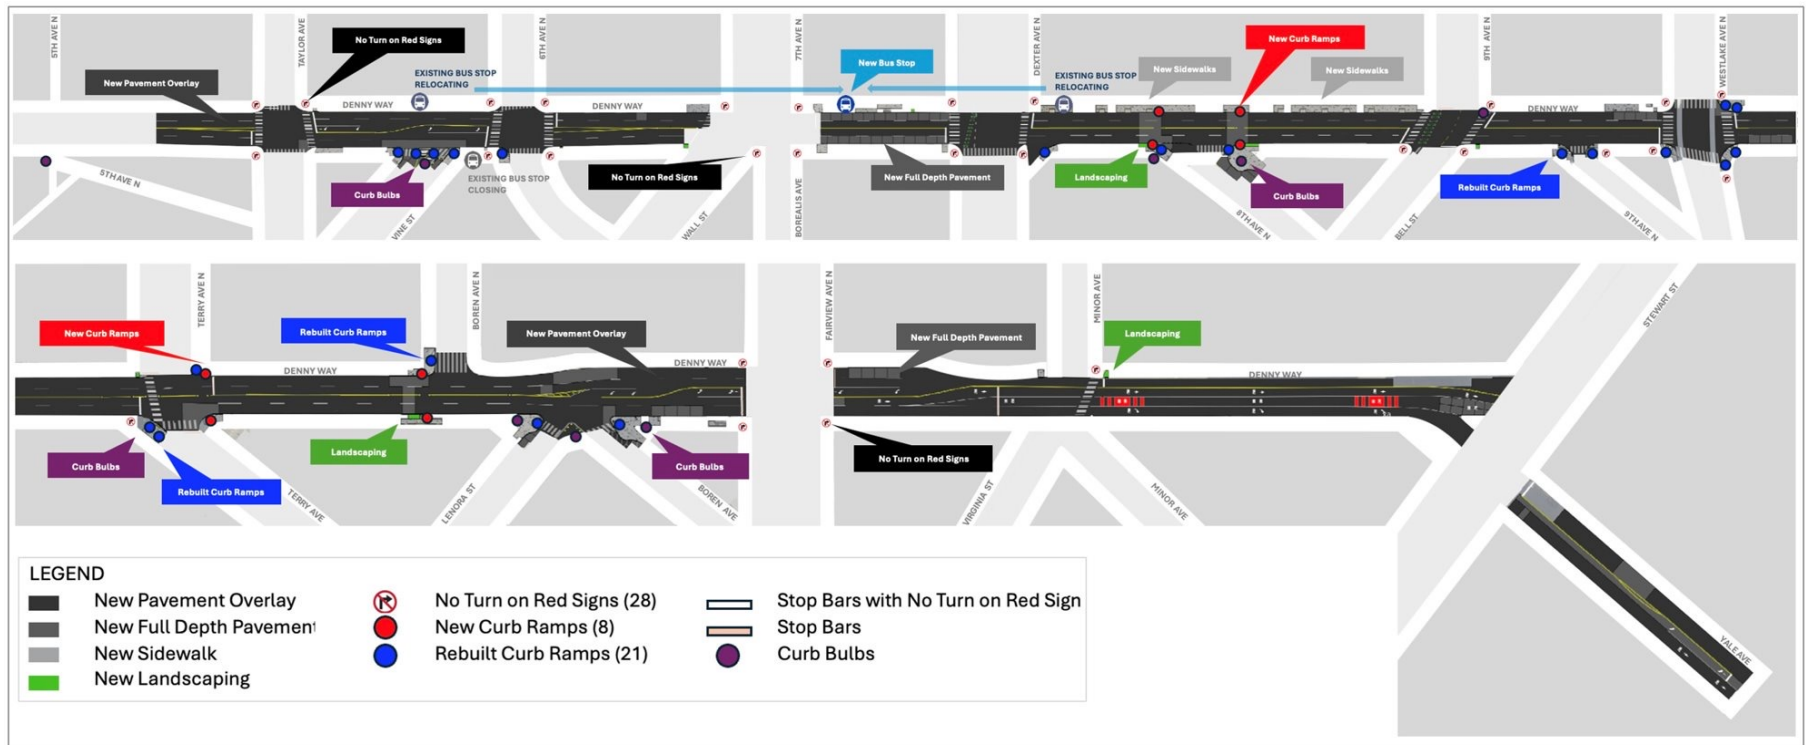 5TH AVE N
TAYLOR AVE
6TH AVE N
7TH AVE N
DEXTER AVE N
9TH AVE N
WESTLAKE AVE N
No Turn on Red Signs
New Pavement Overlay
EXISTING BUS STOP
RELOCATING
New Bus Stop
EXISTING BUS STOP
RELOCATING
New Sidewalks
New Curb Ramps
New Sidewalks
DENNY WAY
DENNY WAY
DENNY WAY
5TH AVE N
Curb Bulbs
EXISTING BUS STOP
CLOSING
No Turn on Red Signs
New Full Depth Pavement
Landscaping
Curb Bulbs
Rebuilt Curb Ramps
VINE ST
WALL ST
BOREALIS AVE
8TH AVE N
BELL ST
9TH AVE N
TERRY AVE N
BOREN AVE N
FAIRVIEW AVE N
MINOR AVE
STEWART ST
New Curb Ramps
Rebuilt Curb Ramps
New Pavement Overlay
New Full Depth Pavement
Landscaping
DENNY WAY
DENNY WAY
DENNY WAY
Curb Bulbs
Rebuilt Curb Ramps
Landscaping
Curb Bulbs
No Turn on Red Signs
TERRY AVE
LENORA ST
BOREN AVE
VIRGINIA ST
MINOR AVE
YALE AVE
LEGEND
New Pavement Overlay
New Full Depth Pavement
New Sidewalk
New Landscaping
No Turn on Red Signs (28)
New Curb Ramps (8)
Rebuilt Curb Ramps (21)
Stop Bars with No Turn on Red Sign
Stop Bars
Curb Bulbs